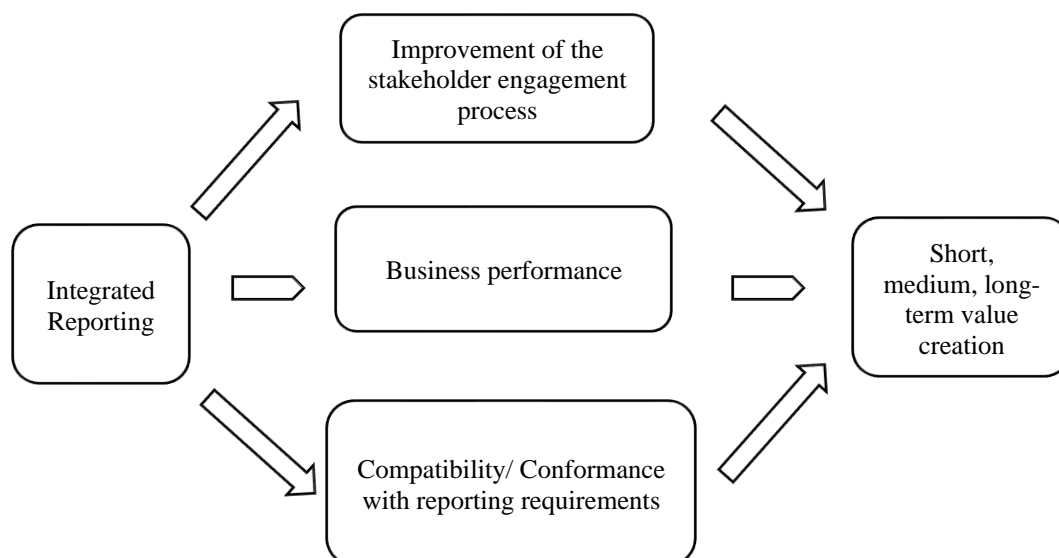 Improvement of the
stakeholder engagement
process
Integrated
Reporting
Business performance
Short,
medium, long-
term value
creation
Compatibility/ Conformance
with reporting requirements